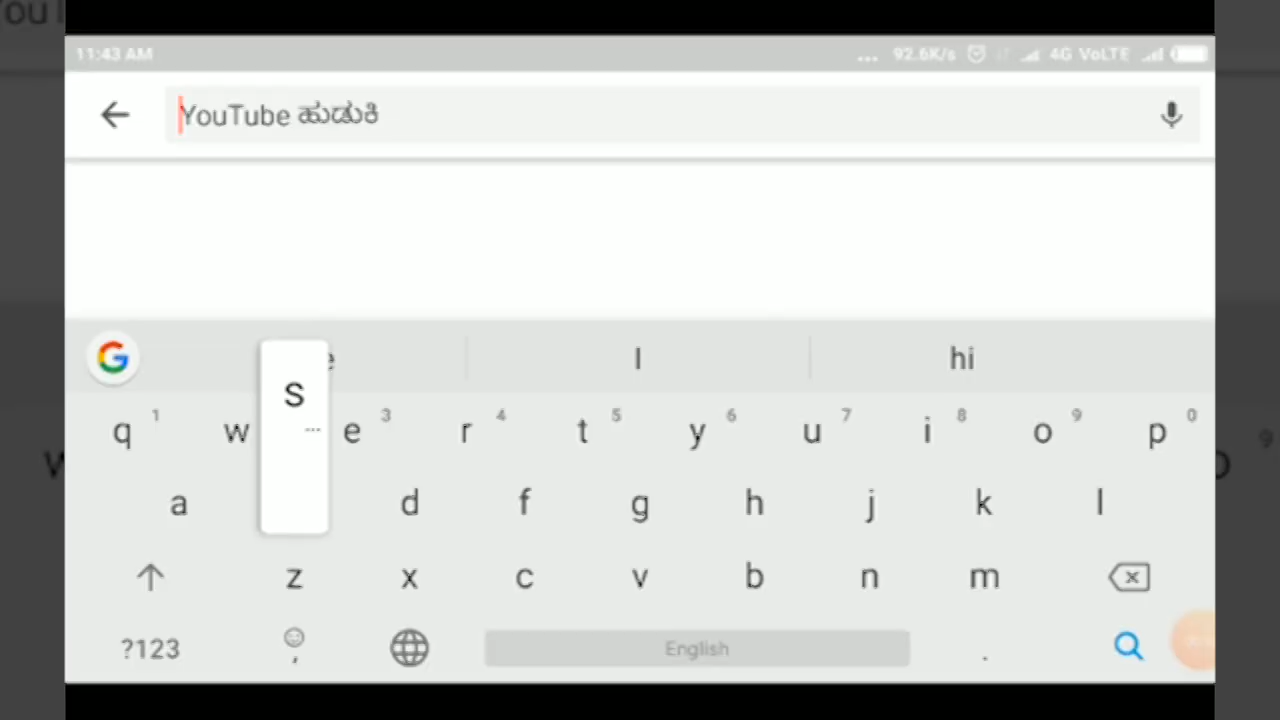 11:43 AM ... 92.6K/s 4G VoLTE
YouTube ಹುಡುಕಿ
I hi
S
q 1 w e 3 r 4 t 5 y 6 u 7 i 8 o 9 p 0
a d f g h j k l
z x c v b n m
?123 , English .